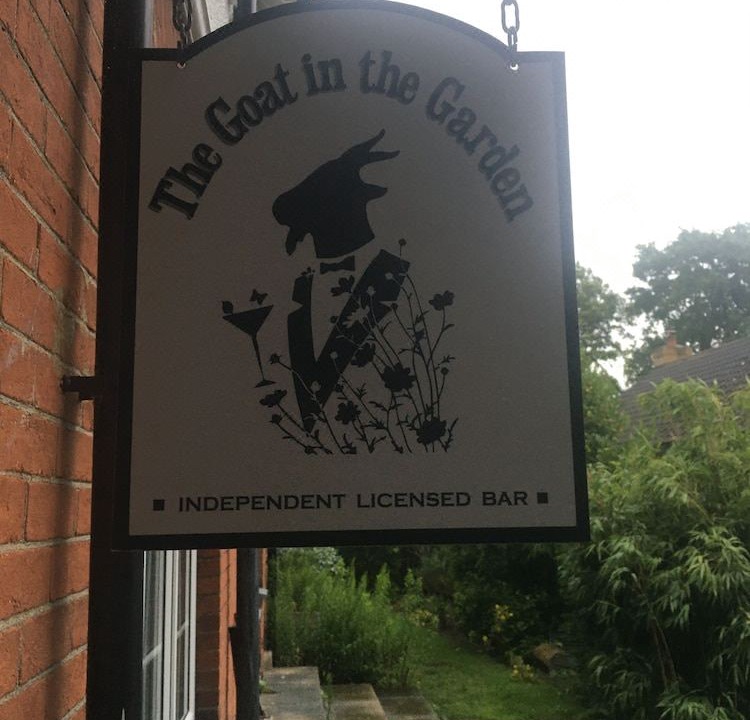 The Goat in the Garden
▪ INDEPENDENT LICENSED BAR ▪